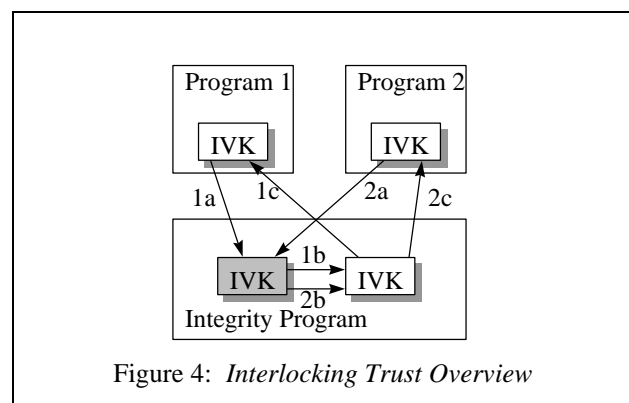 Program 1 Program 2
IVK IVK
1a 1c 2a 2c
IVK 1b IVK
2b
Integrity Program
Figure 4: Interlocking Trust Overview